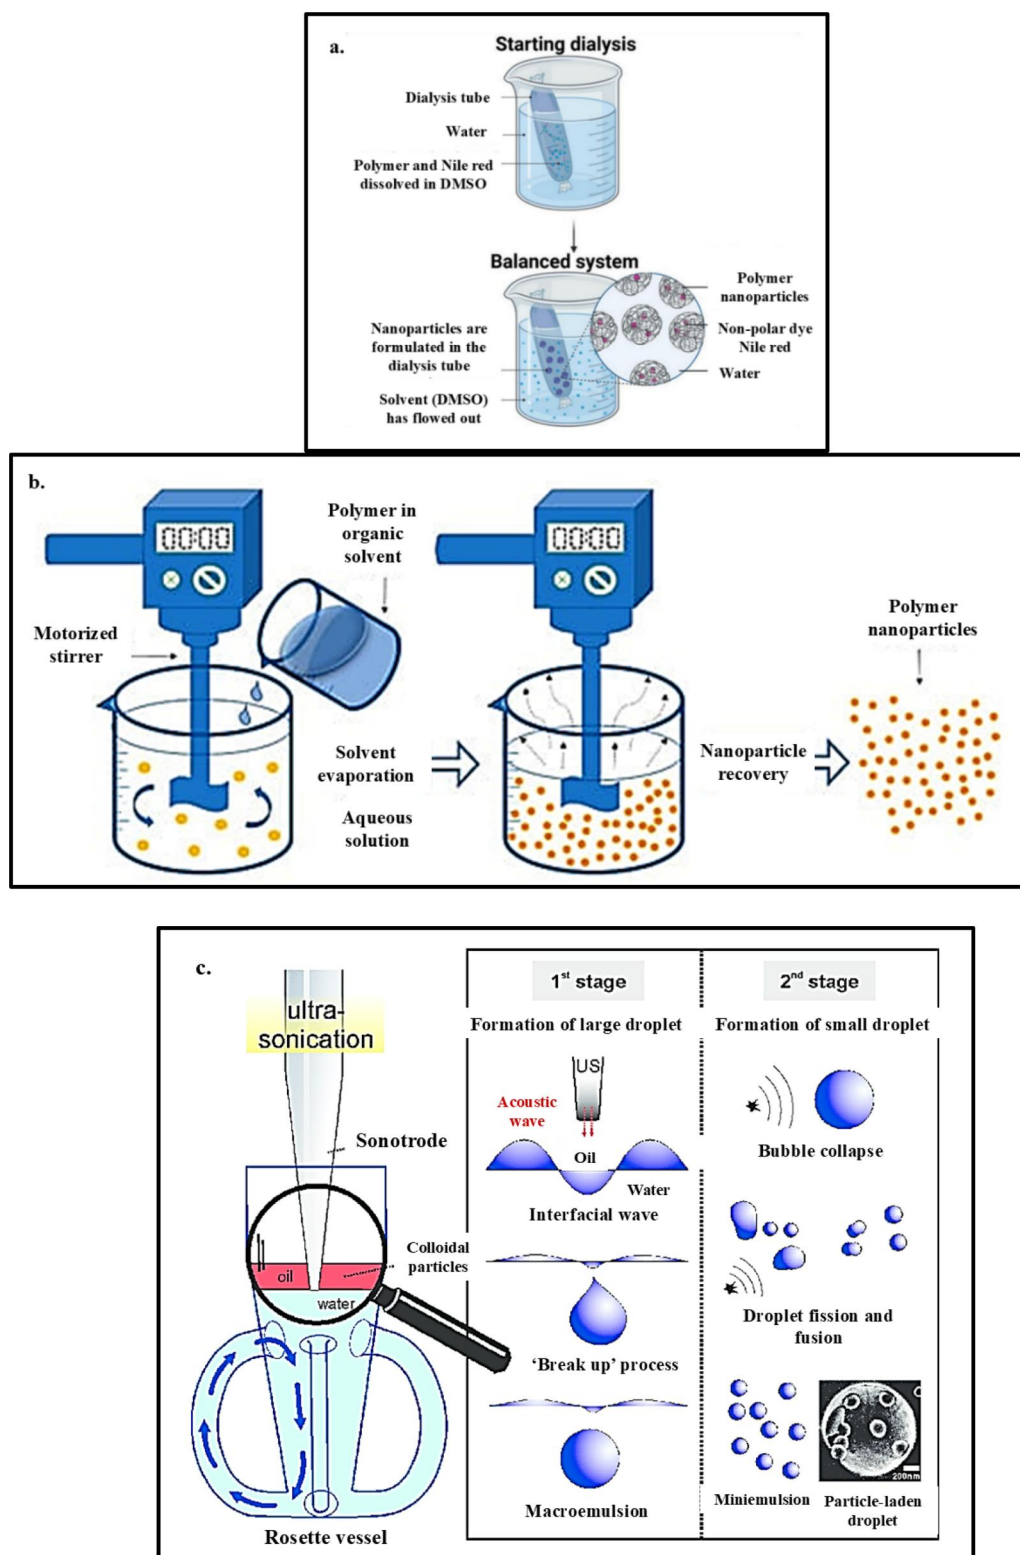 a.
Starting dialysis
Dialysis tube
Water
Polymer and Nile red
dissolved in DMSO
Balanced system
Polymer
nanoparticles
Nanoparticles are
formulated in the
dialysis tube
Non-polar dye
Nile red
Water
Solvent (DMSO)
has flowed out
b.
00:00
Polymer in
organic
solvent
00:00
Motorized
stirrer
Polymer
nanoparticles
Solvent
evaporation
Aqueous
solution
Nanoparticle
recovery
c.
ultra-
sonication
Sonotrode
Colloidal
particles
oil
water
Rosette vessel
1st stage
Formation of large droplet
US
Acoustic
wave
Oil
Water
Interfacial wave
‘Break up’ process
Macroemulsion
2nd stage
Formation of small droplet
Bubble collapse
Droplet fission and
fusion
200nm
Miniemulsion
Particle-laden
droplet